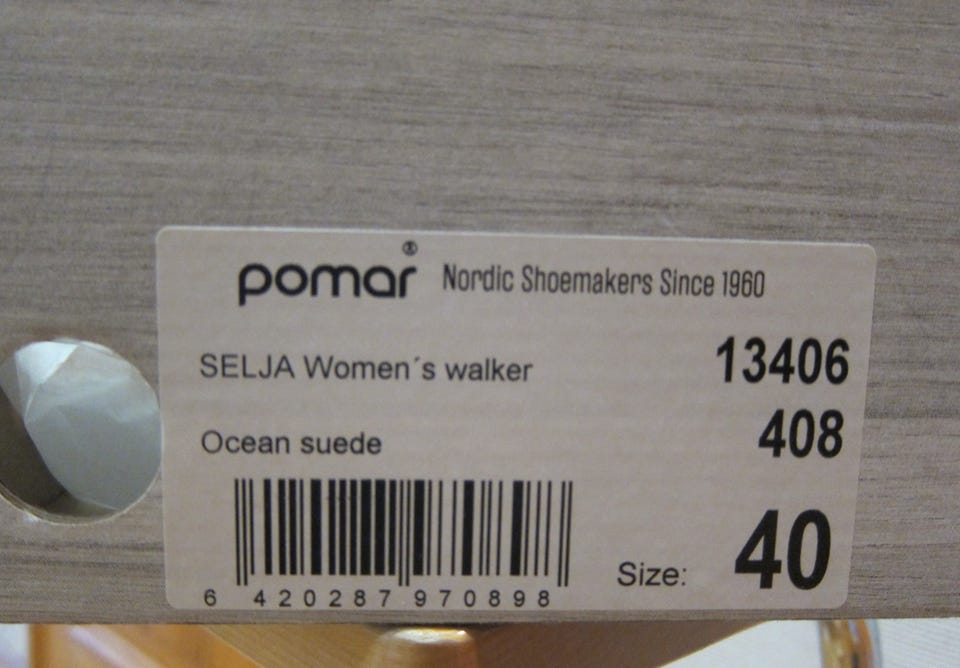 pomar® Nordic Shoemakers Since 1960
SELJA Women´s walker 13406
408
Ocean suede
Size: 40
6 420287 970898